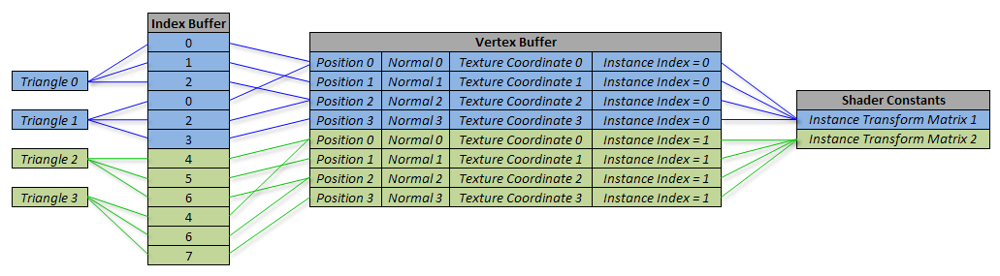 Index Buffer
0
1
2
0
2
3
4
5
6
4
6
7
Triangle 0
Triangle 1
Triangle 2
Triangle 3
Vertex Buffer
Position 0 Normal 0 Texture Coordinate 0 Instance Index = 0
Position 1 Normal 1 Texture Coordinate 1 Instance Index = 0
Position 2 Normal 2 Texture Coordinate 2 Instance Index = 0
Position 3 Normal 3 Texture Coordinate 3 Instance Index = 0
Position 0 Normal 0 Texture Coordinate 0 Instance Index = 1
Position 1 Normal 1 Texture Coordinate 1 Instance Index = 1
Position 2 Normal 2 Texture Coordinate 2 Instance Index = 1
Position 3 Normal 3 Texture Coordinate 3 Instance Index = 1
Shader Constants
Instance Transform Matrix 1
Instance Transform Matrix 2